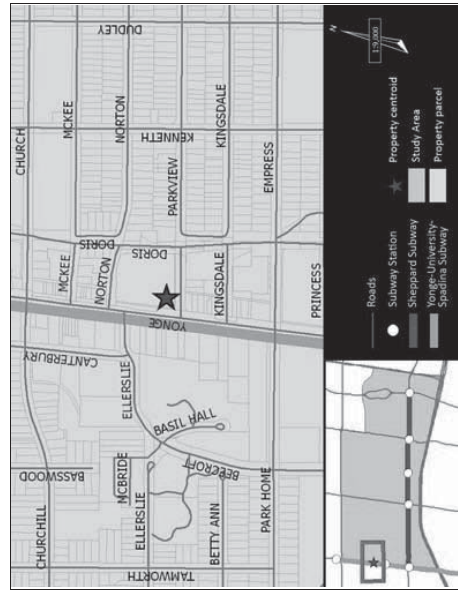 DUDLEY
CHURCH
MCKEE
NORTON
KENNETH
PARKVIEW
KINGSDALE
EMPRESS
DORIS
DORIS
MCKEE
NORTON
KINGSDALE
PRINCESS
YONGE
CANTERBURY
ELLERSLIE
BASIL HALL
BASSWOOD
MCBRIDE
BEECROFT
CHURCHILL
ELLERSLIE
BETTY ANN
PARK HOME
TAMWORTH
N
1:9,000
Roads
Subway Station
Sheppard Subway
Yonge-University-
Spadina Subway
Property centroid
Study Area
Property parcel